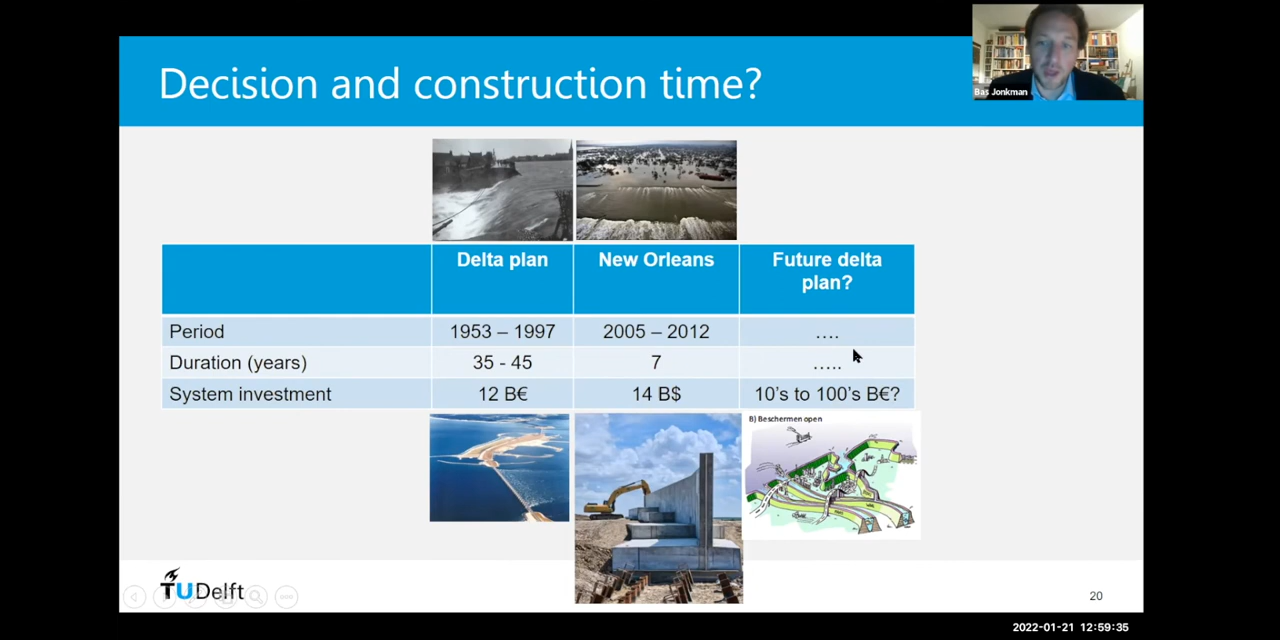 Decision and construction time?
Bas Jonkman
Delta plan
New Orleans
Future delta
plan?
Period
1953 – 1997
2005 – 2012
....
Duration (years)
35 - 45
7
.....
System investment
12 B€
14 B$
10's to 100's B€?
B) Beschermen open
TUDelft
20
2022-01-21 12:59:35